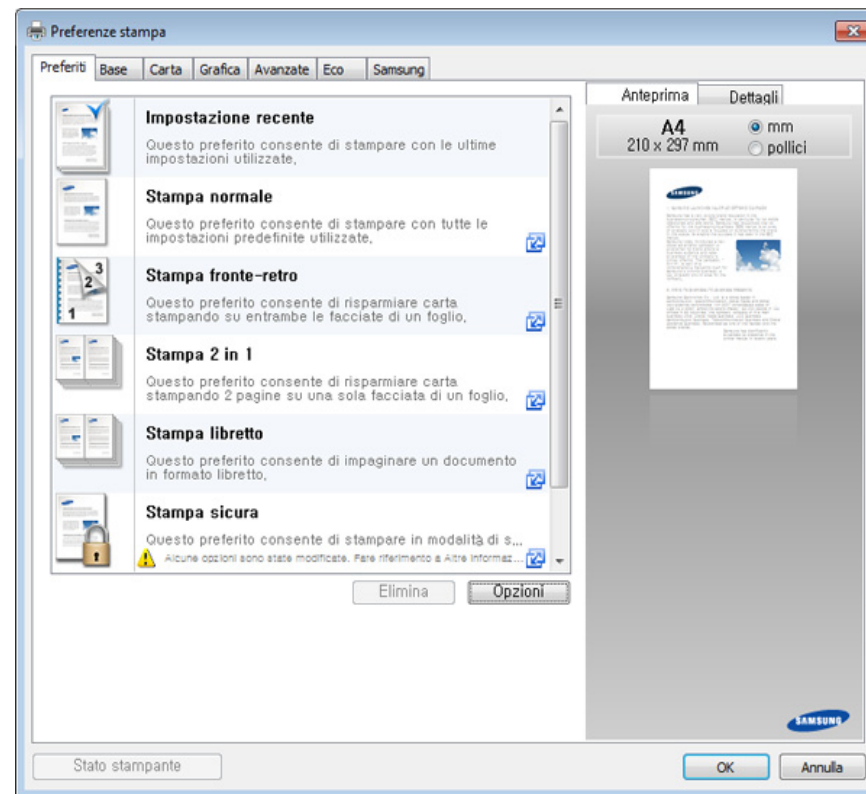 Preferenze stampa
Preferiti Base Carta Grafica Avanzate Eco Samsung
Impostazione recente
Questo preferito consente di stampare con le ultime
impostazioni utilizzate,
Stampa normale
Questo preferito consente di stampare con tutte le
impostazioni predefinite utilizzate,
1 2 3
Stampa fronte-retro
Questo preferito consente di risparmiare carta
stampando su entrambe le facciate di un foglio,
Stampa 2 in 1
Questo preferito consente di risparmiare carta
stampando 2 pagine su una sola facciata di un foglio,
Stampa libretto
Questo preferito consente di impaginare un documento
in formato libretto,
Stampa sicura
Questo preferito consente di stampare in modalità di s...
Alcune opzioni sono state modificate. Fare riferimento a Altre Informaz...
Elimina Opzioni
Anteprima Dettagli
A4
210 x 297 mm
mm
pollici
SAMSUNG
SAMSUNG
Stato stampante
OK Annulla